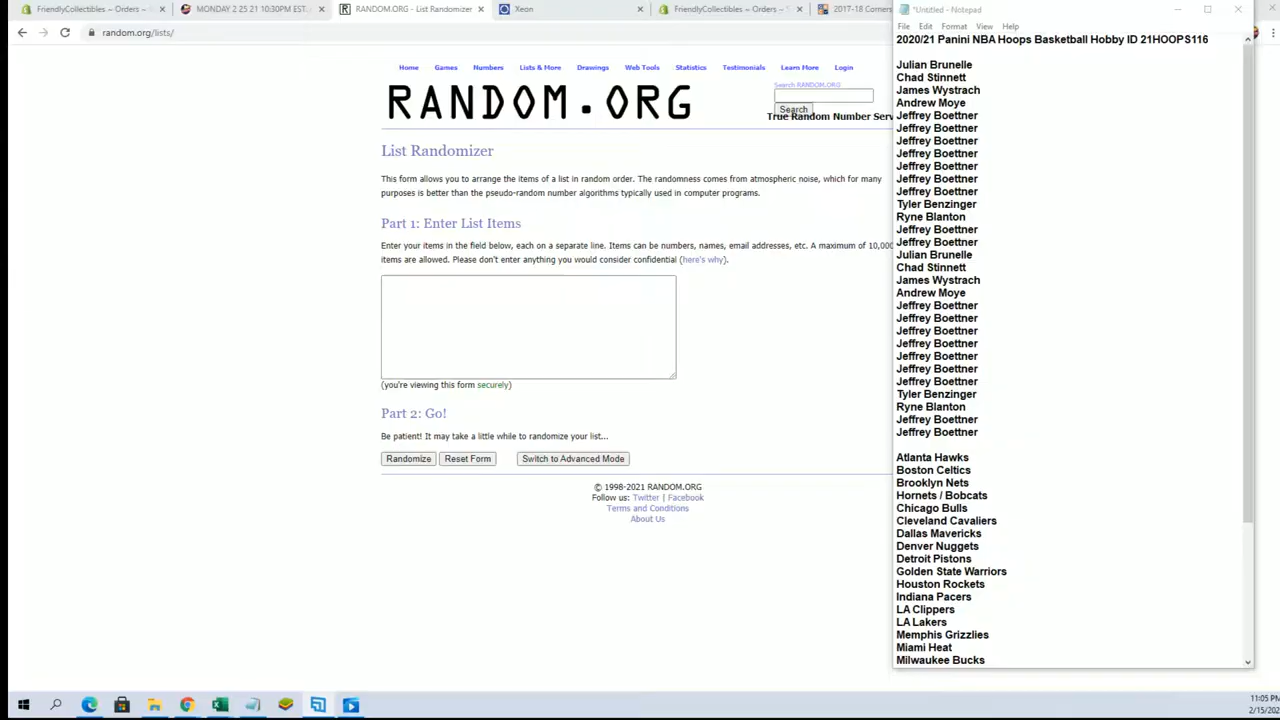 FriendlyCollectibles – Orders –
MONDAY 2 25 21 10:30PM EST
RANDOM.ORG - List Randomizer
Xeon
FriendlyCollectibles – Orders –
2017-18 Corners
random.org/lists/
Home Games Numbers Lists & More Drawings Web Tools Statistics Testimonials Learn More Login
RANDOM.ORG
Search RANDOM.ORG
Search
True Random Number Serv
List Randomizer
This form allows you to arrange the items of a list in random order. The randomness comes from atmospheric noise, which for many
purposes is better than the pseudo-random number algorithms typically used in computer programs.
Part 1: Enter List Items
Enter your items in the field below, each on a separate line. Items can be numbers, names, email addresses, etc. A maximum of 10,000
items are allowed. Please don't enter anything you would consider confidential (here's why).
(you're viewing this form securely)
Part 2: Go!
Be patient! It may take a little while to randomize your list...
Randomize Reset Form Switch to Advanced Mode
© 1998-2021 RANDOM.ORG
Follow us: Twitter | Facebook
Terms and Conditions
About Us
*Untitled - Notepad
File Edit Format View Help
2020/21 Panini NBA Hoops Basketball Hobby ID 21HOOPS116
Julian Brunelle
Chad Stinnett
James Wystrach
Andrew Moye
Jeffrey Boettner
Jeffrey Boettner
Jeffrey Boettner
Jeffrey Boettner
Jeffrey Boettner
Jeffrey Boettner
Jeffrey Boettner
Tyler Benzinger
Ryne Blanton
Jeffrey Boettner
Jeffrey Boettner
Julian Brunelle
Chad Stinnett
James Wystrach
Andrew Moye
Jeffrey Boettner
Jeffrey Boettner
Jeffrey Boettner
Jeffrey Boettner
Jeffrey Boettner
Jeffrey Boettner
Jeffrey Boettner
Tyler Benzinger
Ryne Blanton
Jeffrey Boettner
Jeffrey Boettner
Atlanta Hawks
Boston Celtics
Brooklyn Nets
Hornets / Bobcats
Chicago Bulls
Cleveland Cavaliers
Dallas Mavericks
Denver Nuggets
Detroit Pistons
Golden State Warriors
Houston Rockets
Indiana Pacers
LA Clippers
LA Lakers
Memphis Grizzlies
Miami Heat
Milwaukee Bucks
11:05 PM
2/15/202